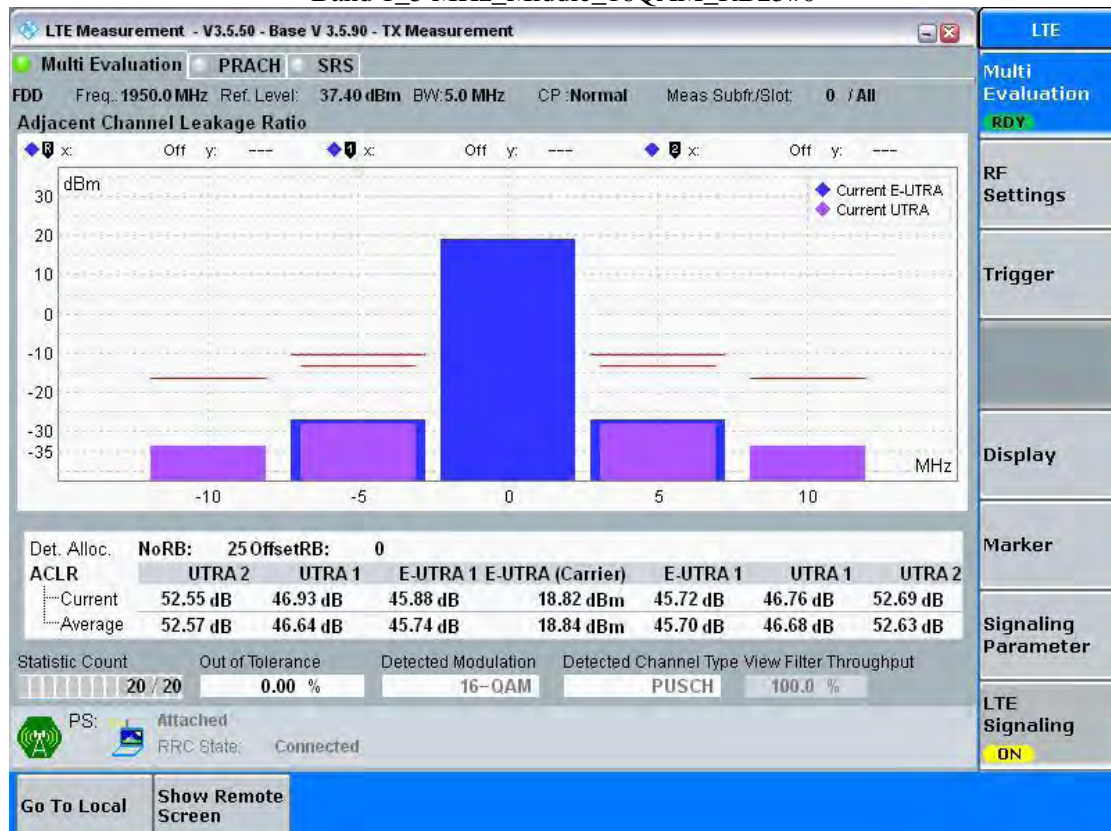 Band 1_5 MHz_Middle_16QAM_RB25#0
LTE Measurement - V3.5.50 - Base V 3.5.90 - TX Measurement
LTE
Multi Evaluation PRACH SRS
Multi Evaluation
RDY
FDD Freq.: 1950.0 MHz Ref. Level: 37.40 dBm BW: 5.0 MHz CP : Normal Meas Subfr./Slot: 0 / All
Adjacent Channel Leakage Ratio
R x: Off y: --- 1 x: Off y: --- 2 x: Off y: ---
dBm
Current E-UTRA
Current UTRA
30
20
10
0
-10
-20
-30
-35
MHz
-10 -5 0 5 10
RF Settings
Trigger
Display
Marker
Signaling Parameter
LTE Signaling
ON
Det. Alloc. NoRB: 25 OffsetRB: 0
ACLR UTRA 2 UTRA 1 E-UTRA 1 E-UTRA (Carrier) E-UTRA 1 UTRA 1 UTRA 2
Current 52.55 dB 46.93 dB 45.88 dB 18.82 dBm 45.72 dB 46.76 dB 52.69 dB
Average 52.57 dB 46.64 dB 45.74 dB 18.84 dBm 45.70 dB 46.68 dB 52.63 dB
Statistic Count Out of Tolerance Detected Modulation Detected Channel Type View Filter Throughput
20 / 20 0.00 % 16-QAM PUSCH 100.0 %
PS: Attached
RRC State: Connected
Go To Local
Show Remote Screen